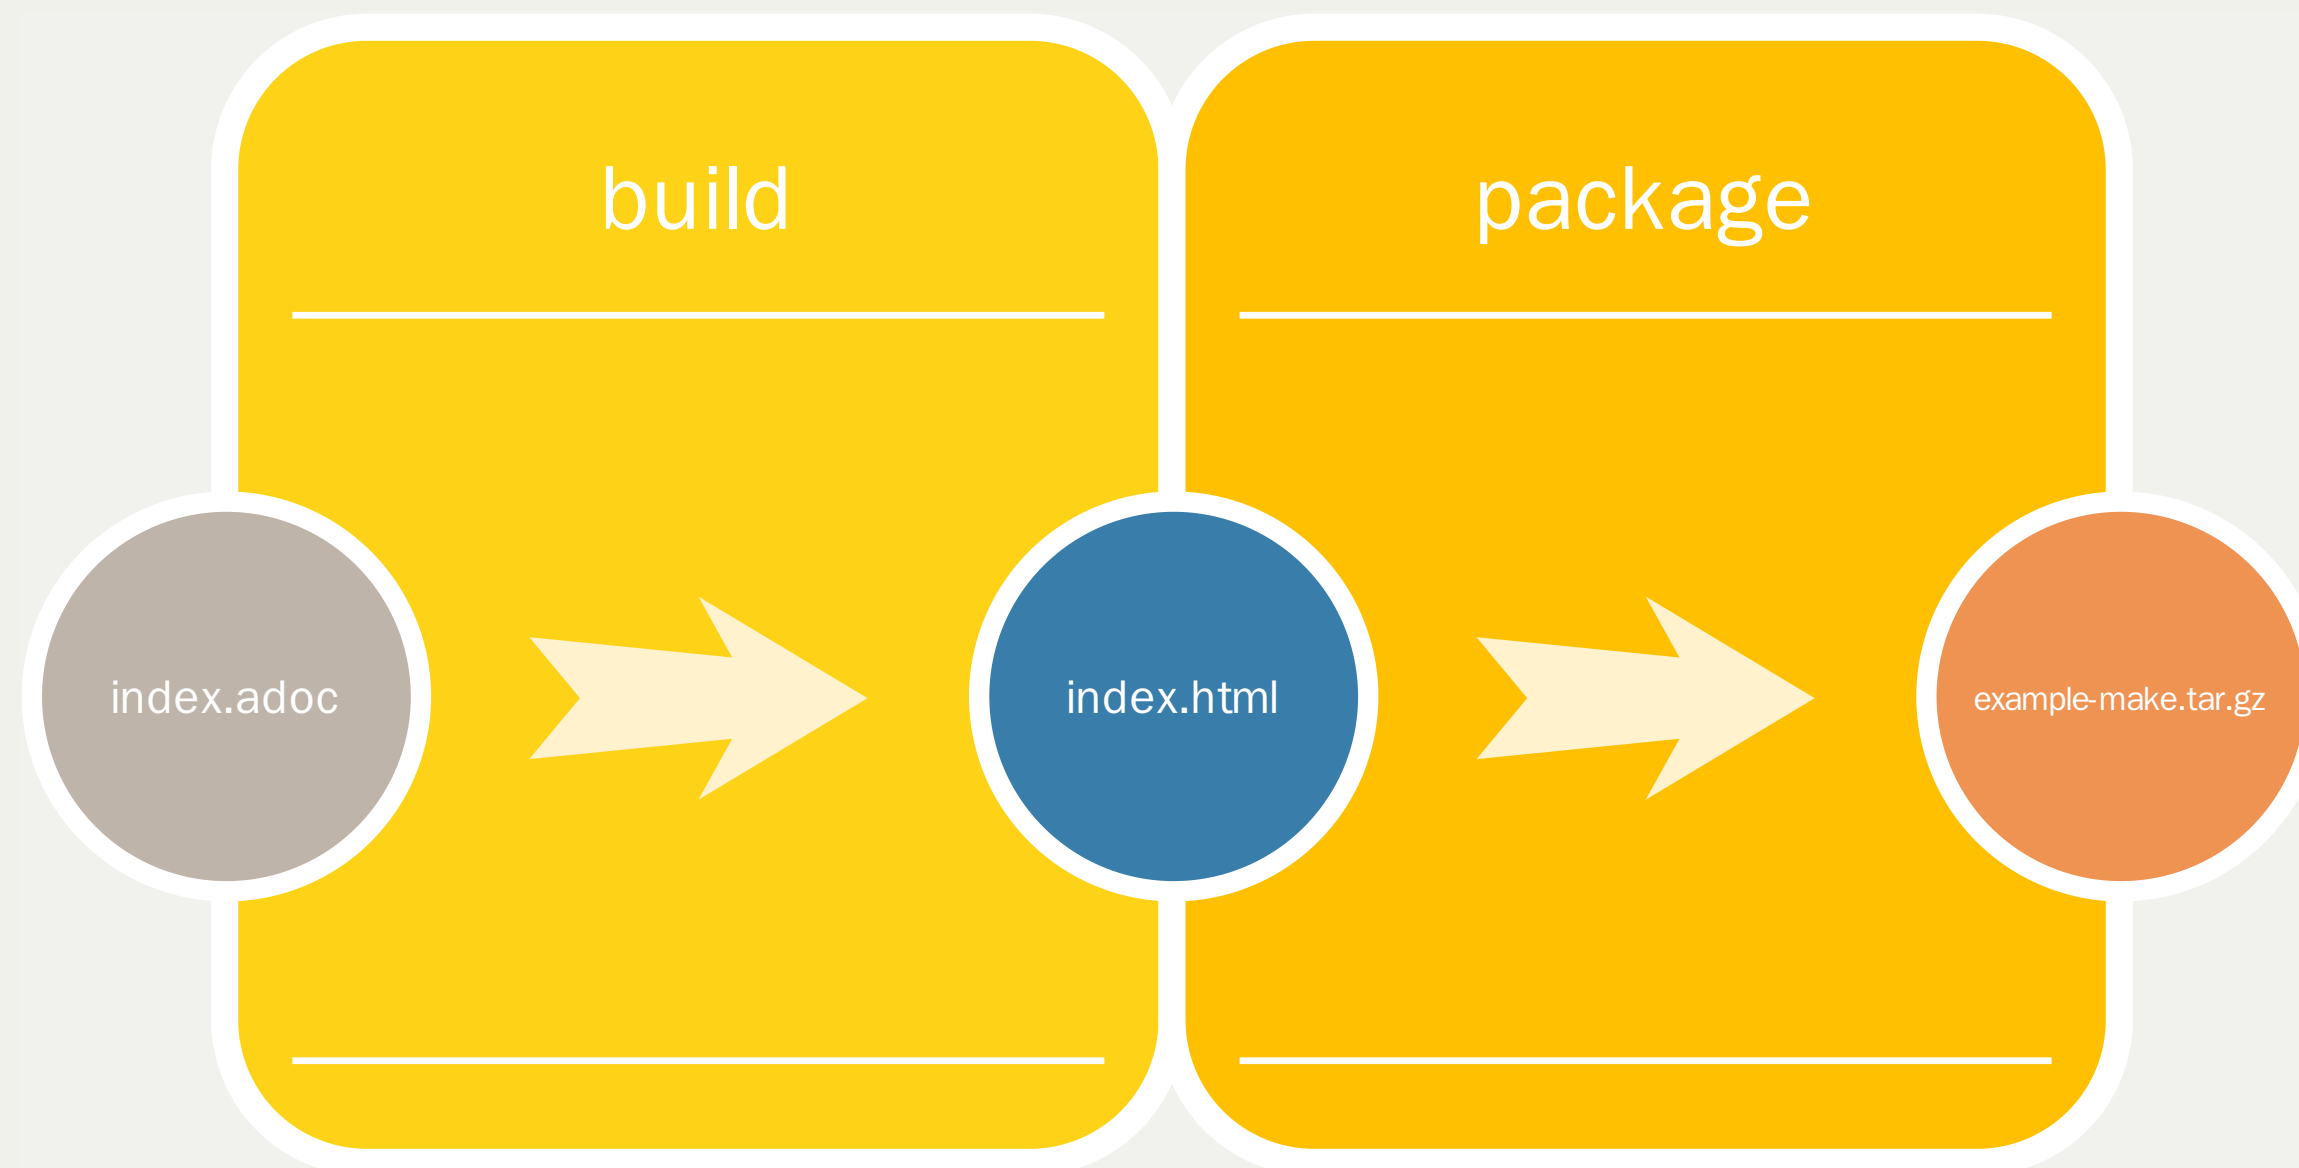 build
package
index.adoc
index.html
example-make.tar.gz